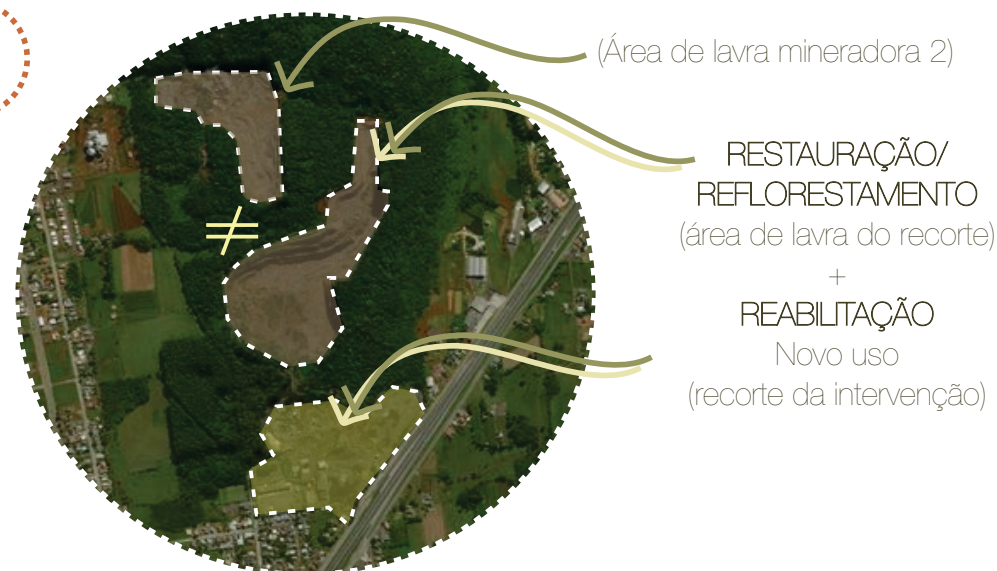 (Área de lavra mineradora 2)
RESTAURAÇÃO/
REFLORESTAMENTO
(área de lavra do recorte)
+
REABILITAÇÃO
Novo uso
(recorte da intervenção)
≠